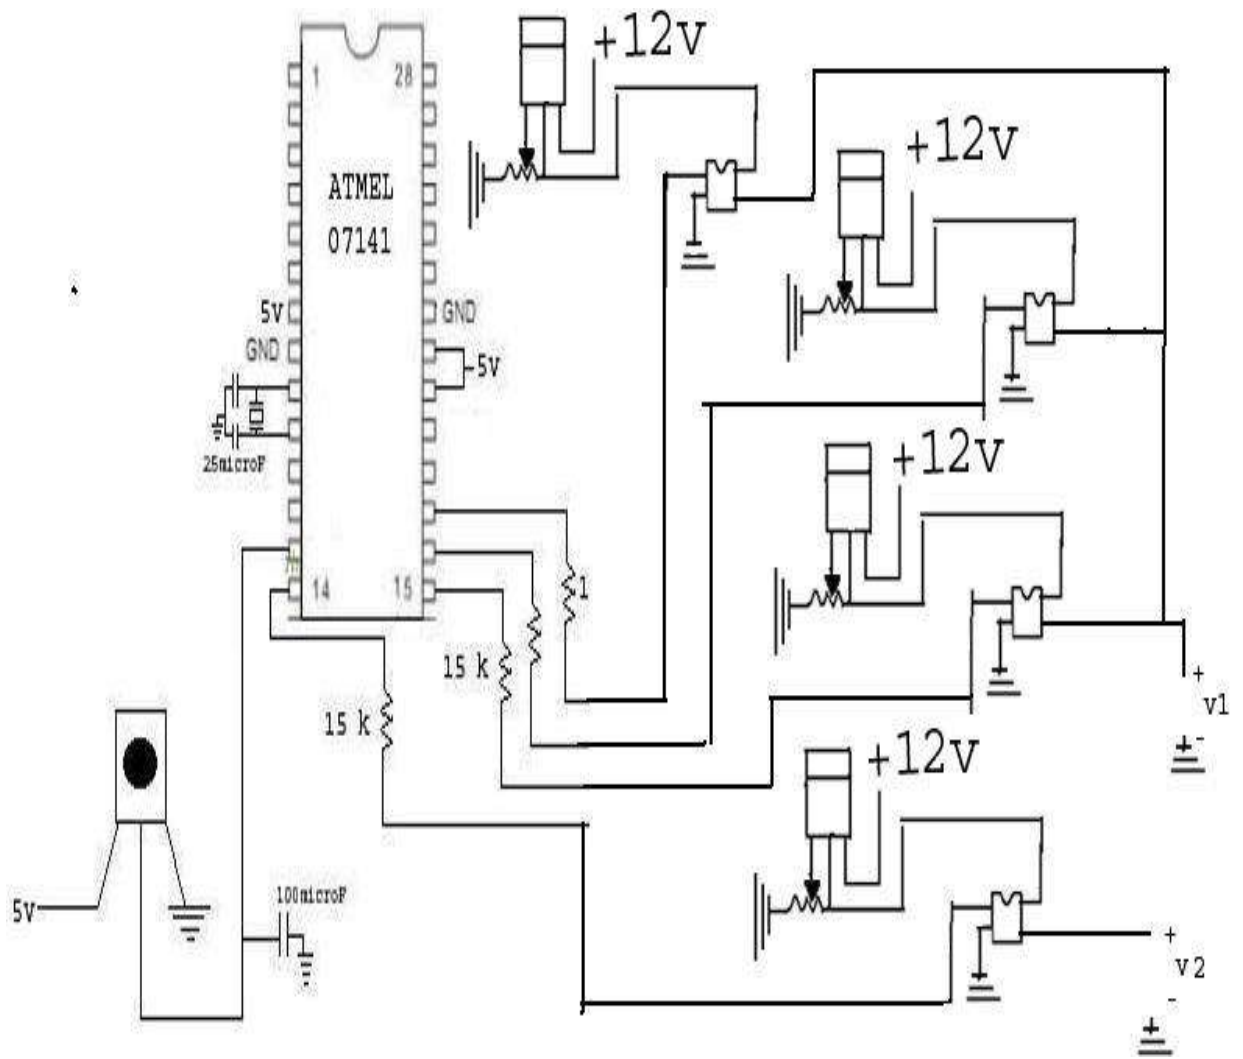 +12v
1 28
+12v
ATMEL
07141
5V GND
GND
-5V
25microF
+12v
14 15
1
15 k
15 k
+
v1
-
+12v
100microF
5V
+
v2
-